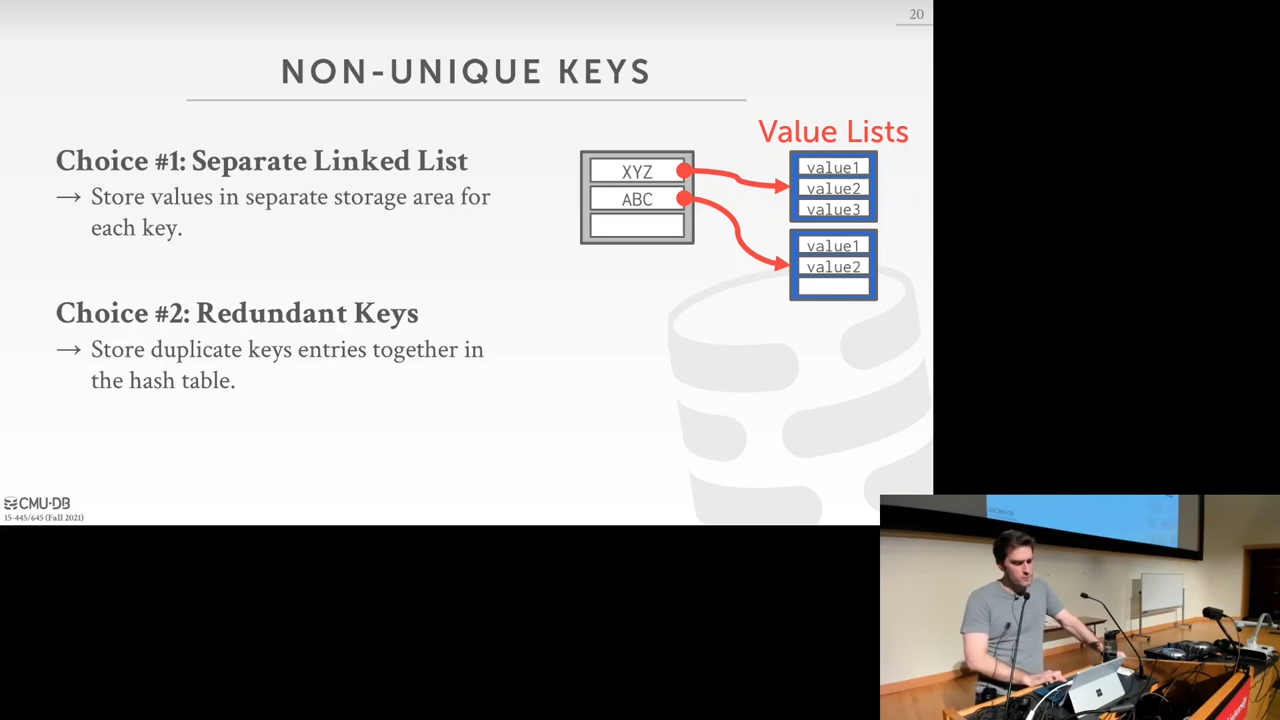 20
NON-UNIQUE KEYS
Choice #1: Separate Linked List
→ Store values in separate storage area for
each key.
Choice #2: Redundant Keys
→ Store duplicate keys entries together in
the hash table.
Value Lists
XYZ
ABC
value1
value2
value3
value1
value2
CMU·DB
15-445/645 (Fall 2021)